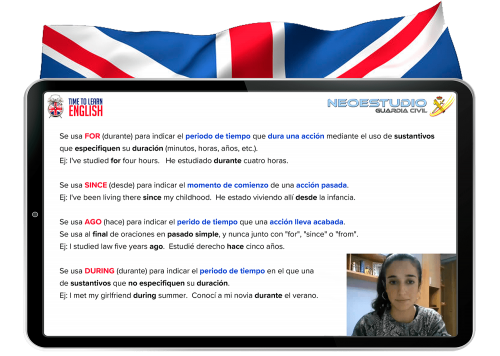 TIME TO LEARN
ENGLISH
NEOESTUDIO
GUARDIA CIVIL
Se usa FOR (durante) para indicar el periodo de tiempo que dura una acción mediante el uso de sustantivos
que especifiquen su duración (minutos, horas, años, etc.).
Ej: I've studied for four hours. He estudiado durante cuatro horas.
Se usa SINCE (desde) para indicar el momento de comienzo de una acción pasada.
Ej: I've been living there since my childhood. He estado viviendo allí desde la infancia.
Se usa AGO (hace) para indicar el perido de tiempo que una acción lleva acabada.
Se usa al final de oraciones en pasado simple, y nunca junto con "for", "since" o "from".
Ej: I studied law five years ago. Estudié derecho hace cinco años.
Se usa DURING (durante) para indicar el periodo de tiempo en el que una
de sustantivos que no especifiquen su duración.
Ej: I met my girlfriend during summer. Conocí a mi novia durante el verano.